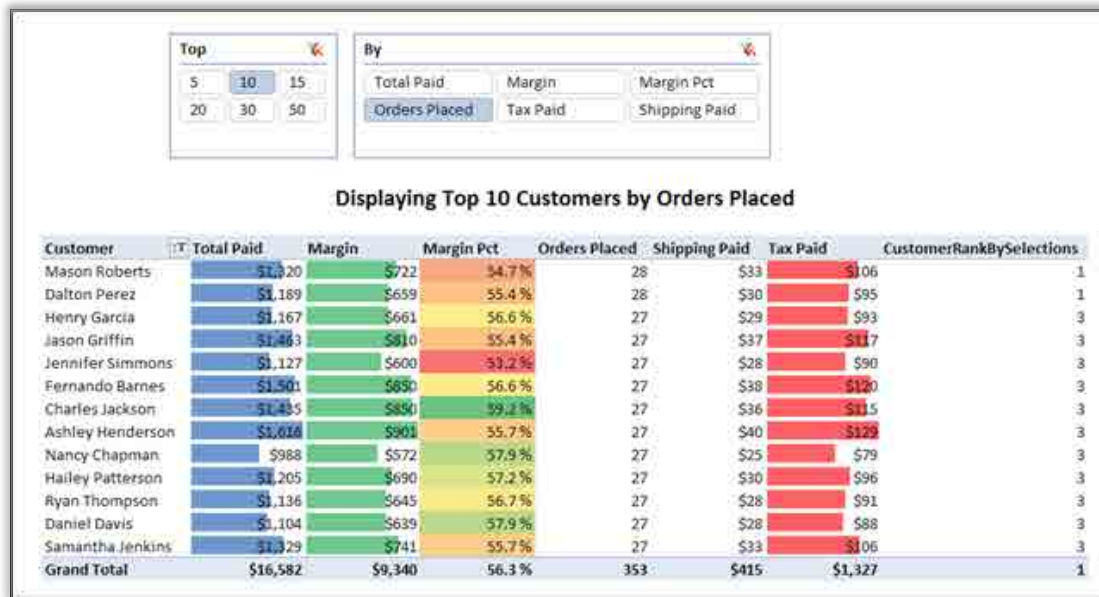 Top
5 10 15
20 30 50
By
Total Paid Margin Margin Pct
Orders Placed Tax Paid Shipping Paid
Displaying Top 10 Customers by Orders Placed
Customer Total Paid Margin Margin Pct Orders Placed Shipping Paid Tax Paid CustomerRankBySelections
Mason Roberts $1,320 $722 54.7 % 28 $33 $106 1
Dalton Perez $1,189 $659 55.4 % 28 $30 $95 1
Henry Garcia $1,167 $661 56.6 % 27 $29 $93 3
Jason Griffin $1,463 $810 55.4 % 27 $37 $117 3
Jennifer Simmons $1,127 $600 53.2 % 27 $28 $90 3
Fernando Barnes $1,501 $850 56.6 % 27 $38 $120 3
Charles Jackson $1,435 $850 59.2 % 27 $36 $115 3
Ashley Henderson $1,616 $901 55.7 % 27 $40 $129 3
Nancy Chapman $988 $572 57.9 % 27 $25 $79 3
Hailey Patterson $1,205 $690 57.2 % 27 $30 $96 3
Ryan Thompson $1,136 $645 56.7 % 27 $28 $91 3
Daniel Davis $1,104 $639 57.9 % 27 $28 $88 3
Samantha Jenkins $1,329 $741 55.7 % 27 $33 $106 3
Grand Total $16,582 $9,340 56.3 % 353 $415 $1,327 1